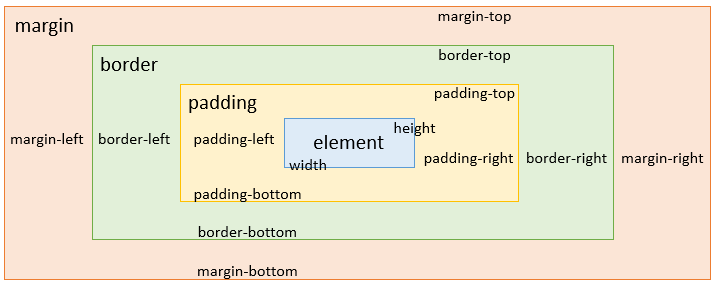 margin-top
margin
border-top
border
padding-top
padding
height
margin-left
border-left
padding-left
element
padding-right
border-right
margin-right
width
padding-bottom
border-bottom
margin-bottom